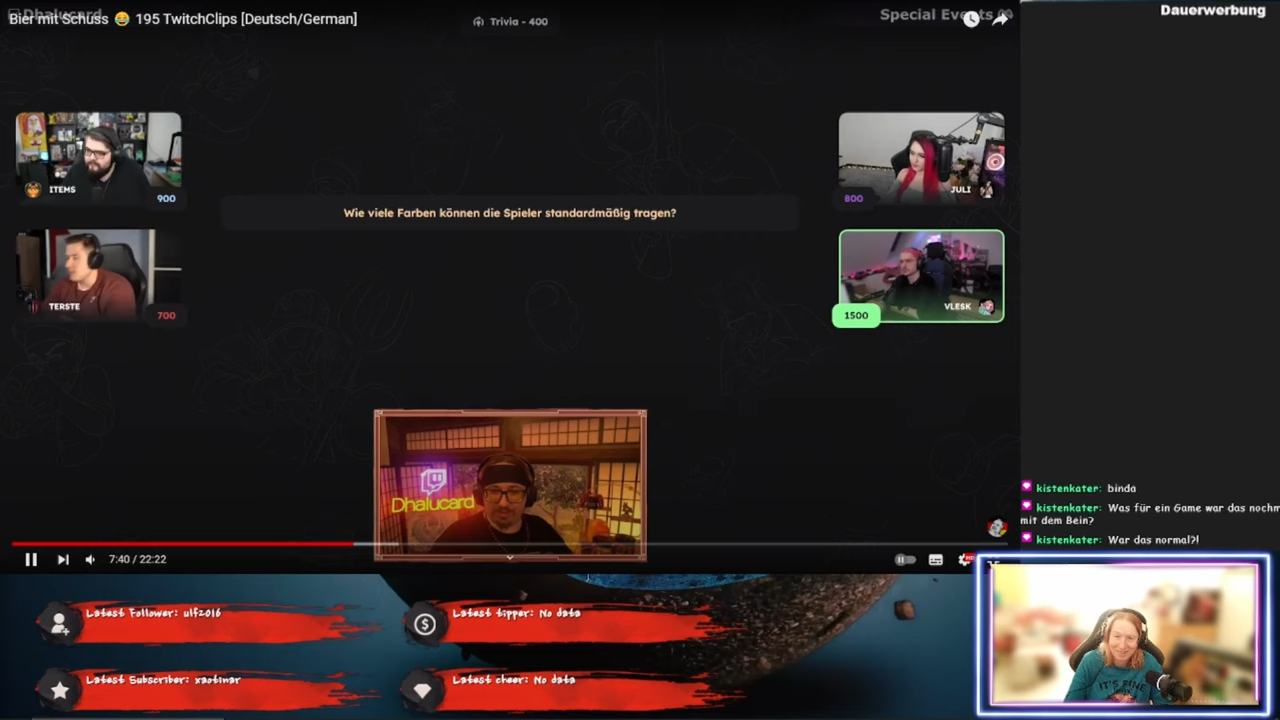 Bier mit Schuss 😂 195 TwitchClips [Deutsch/German]
Dhalucard
Trivia - 400
Special Events
Dauerwerbung
ITEMS
900
JULI
800
Wie viele Farben können die Spieler standardmäßig tragen?
TERSTE
700
VLESK
1500
Dhalucard
kistenkater: binda
kistenkater: Was für ein Game war das nochm
mit dem Bein?
kistenkater: War das normal?!
7:40 / 22:22
Latest Follower: ulf2016
Latest tipper: No data
Latest Subscriber: xaotinar
Latest cheer: No data
IT'S FINE